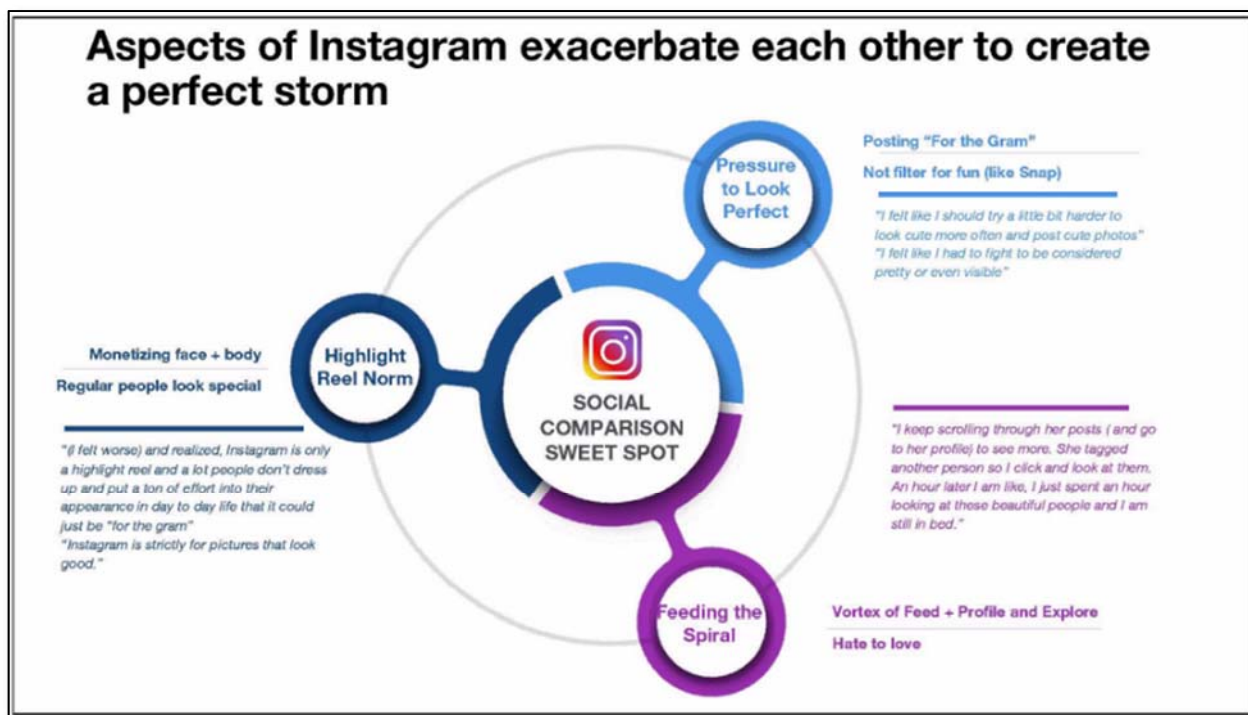 Aspects of Instagram exacerbate each other to create
a perfect storm
Pressure
to Look
Perfect
Posting “For the Gram”
Not filter for fun (like Snap)
"I felt like I should try a little bit harder to
look cute more often and post cute photos"
"I felt like I had to fight to be considered
pretty or even visible"
Highlight
Reel Norm
Monetizing face + body
Regular people look special
"(I felt worse) and realized, Instagram is only
a highlight reel and a lot people don't dress
up and put a ton of effort into their
appearance in day to day life that it could
just be "for the gram"
"Instagram is strictly for pictures that look
good."
SOCIAL
COMPARISON
SWEET SPOT
"I keep scrolling through her posts ( and go
to her profile) to see more. She tagged
another person so I click and look at them.
An hour later I am like, I just spent an hour
looking at these beautiful people and I am
still in bed."
Feeding the
Spiral
Vortex of Feed + Profile and Explore
Hate to love